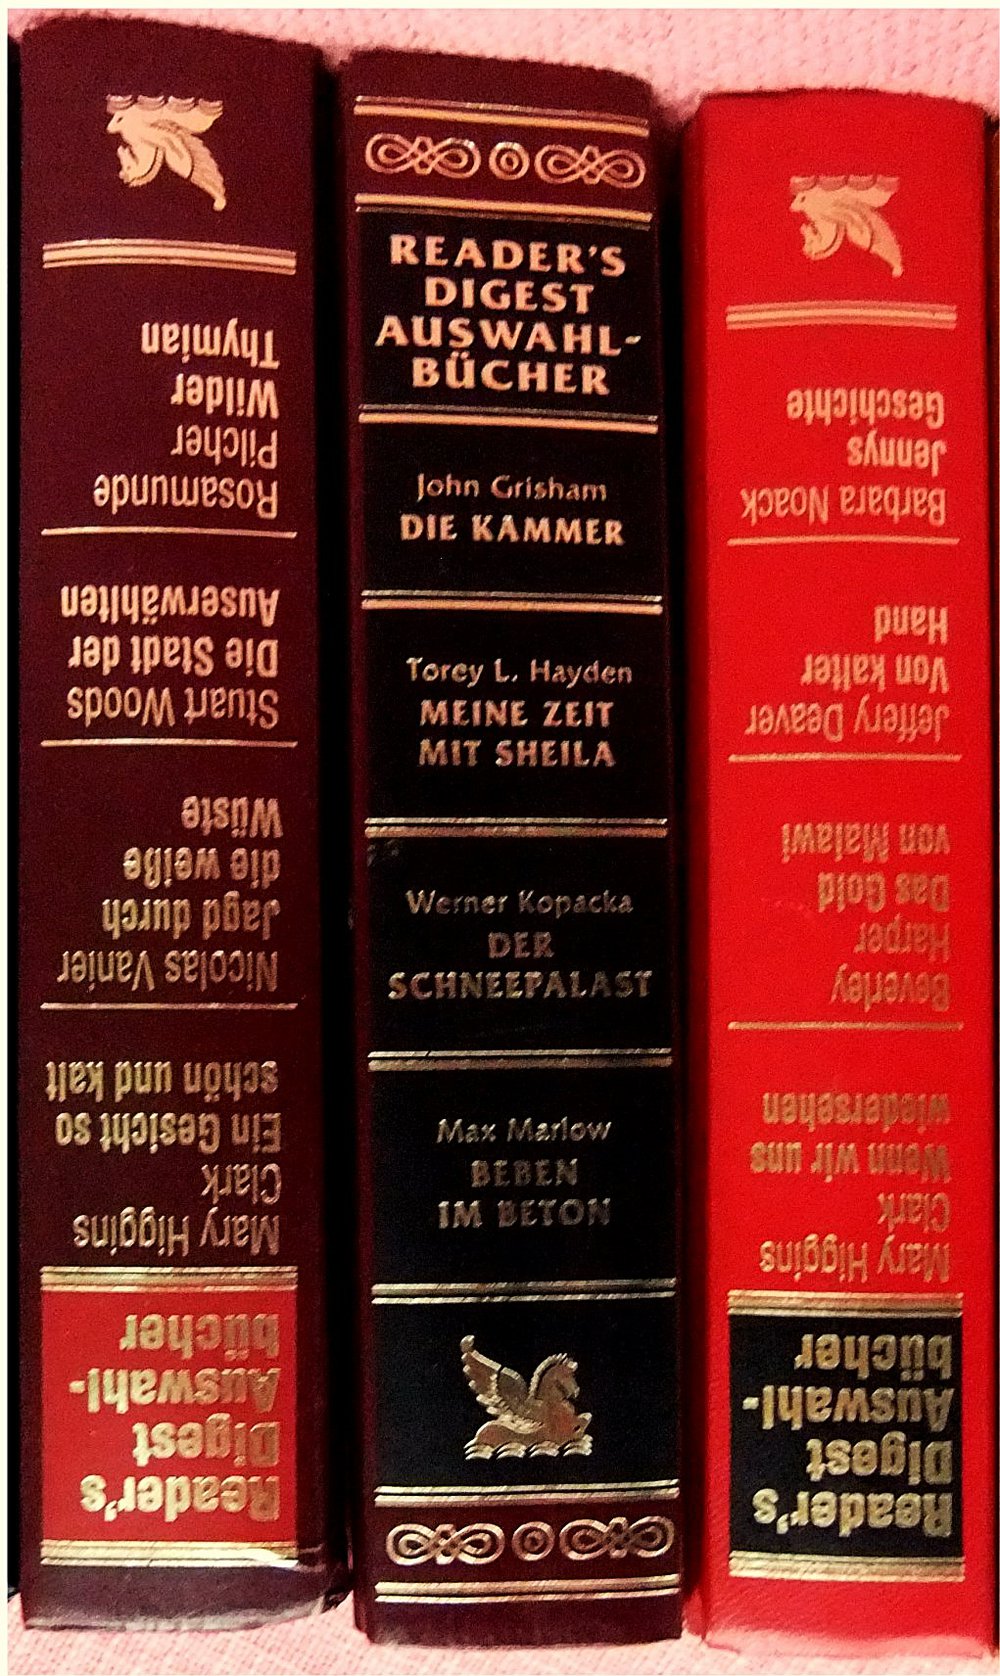 Reader's
Digest
Auswahl-
bücher
Mary Higgins
Clark
Ein Gesicht so
schön und kalt
Nicolas Vanier
Jagd durch
die weiße
Wüste
Stuart Woods
Die Stadt der
Auserwählten
Rosamunde
Pilcher
Wilder
Thymian
READER'S
DIGEST
AUSWAHL-
BÜCHER
John Grisham
DIE KAMMER
Torey L. Hayden
MEINE ZEIT
MIT SHEILA
Werner Kopacka
DER
SCHNEEPALAST
Max Marlow
BEBEN
IM BETON
Reader's
Digest
Auswahl-
bücher
Mary Higgins
Clark
Wenn wir uns
wiedersehen
Beverley
Harper
Das Gold
von Malawi
Jeffery Deaver
Von kalter
Hand
Barbara Noack
Jennys
Geschichte